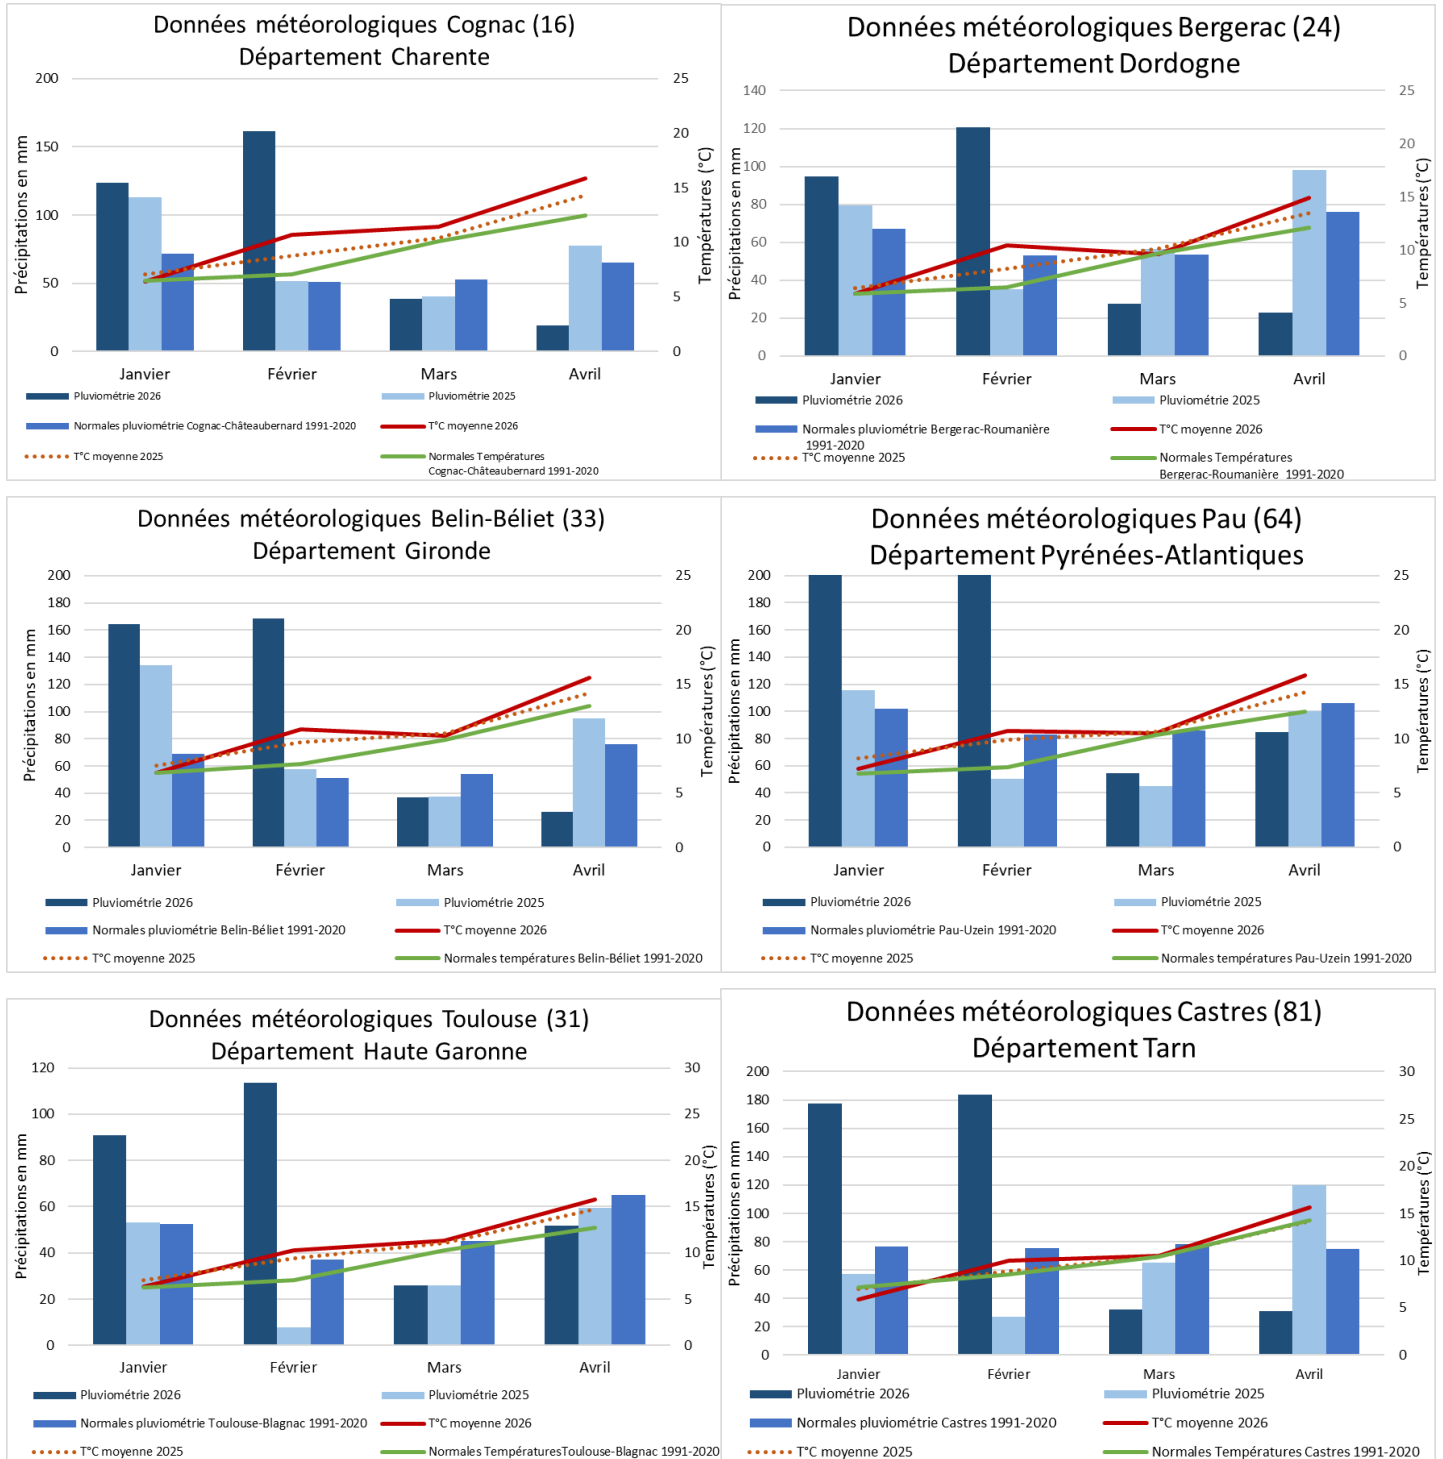 Données météorologiques Cognac (16)
Département Charente
200
150
100
50
0
25
20
15
10
5
0
Précipitations en mm
Températures (°C)
Janvier Février Mars Avril
Pluviométrie 2026 Pluviométrie 2025
Normales pluviométrie Cognac-Châteaubernard 1991-2020 T°C moyenne 2026
T°C moyenne 2025 Normales Températures
Cognac-Châteaubernard 1991-2020
Données météorologiques Bergerac (24)
Département Dordogne
140
120
100
80
60
40
20
0
25
20
15
10
5
0
Précipitations en mm
Températures (°C)
Janvier Février Mars Avril
Pluviométrie 2026 Pluviométrie 2025
Normales pluviométrie Bergerac-Roumanière T°C moyenne 2026
1991-2020
T°C moyenne 2025 Normales Températures
Bergerac-Roumanière 1991-2020
Données météorologiques Belin-Béliet (33)
Département Gironde
200
180
160
140
120
100
80
60
40
20
0
25
20
15
10
5
0
Précipitations en mm
Températures (°C)
Janvier Février Mars Avril
Pluviométrie 2026 Pluviométrie 2025
Normales pluviométrie Belin-Béliet 1991-2020 T°C moyenne 2026
T°C moyenne 2025 Normales températures Belin-Béliet 1991-2020
Données météorologiques Pau (64)
Département Pyrénées-Atlantiques
200
180
160
140
120
100
80
60
40
20
0
25
20
15
10
5
0
Précipitations en mm
Températures (°C)
Janvier Février Mars Avril
Pluviométrie 2026 Pluviométrie 2025
Normales pluviométrie Pau-Uzein 1991-2020 T°C moyenne 2026
T°C moyenne 2025 Normales températures Pau-Uzein 1991-2020
Données météorologiques Toulouse (31)
Département Haute Garonne
120
100
80
60
40
20
0
30
25
20
15
10
5
0
Précipitations en mm
Températures (°C)
Janvier Février Mars Avril
Pluviométrie 2026 Pluviométrie 2025
Normales pluviométrie Toulouse-Blagnac 1991-2020 T°C moyenne 2026
T°C moyenne 2025 Normales TempératuresToulouse-Blagnac 1991-2020
Données météorologiques Castres (81)
Département Tarn
200
180
160
140
120
100
80
60
40
20
0
30
25
20
15
10
5
0
Précipitations en mm
Températures (°C)
Janvier Février Mars Avril
Pluviométrie 2026 Pluviométrie 2025
Normales pluviométrie Castres 1991-2020 T°C moyenne 2026
T°C moyenne 2025 Normales Températures Castres 1991-2020